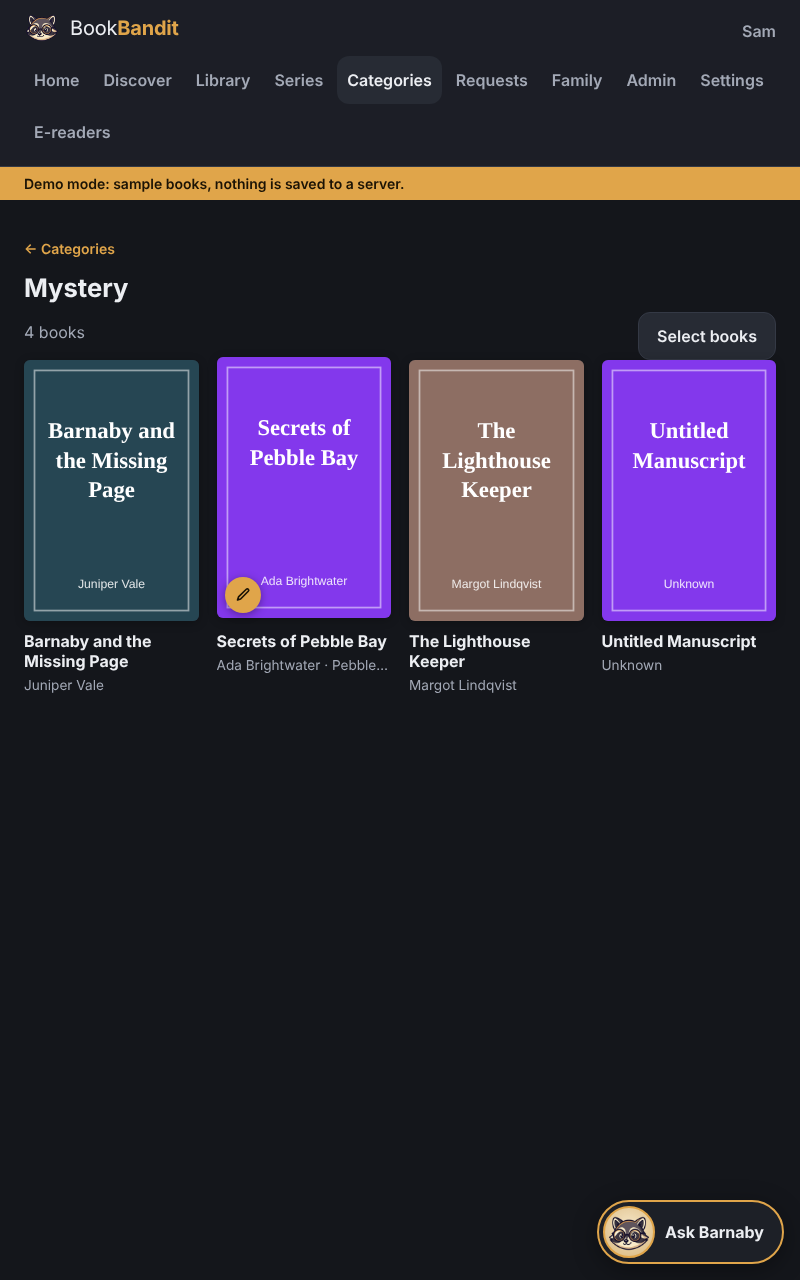 BookBandit
Sam
Home Discover Library Series Categories Requests Family Admin Settings
E-readers
Demo mode: sample books, nothing is saved to a server.
← Categories
Mystery
4 books
Select books
Barnaby and
the Missing
Page
Juniper Vale
Secrets of
Pebble Bay
Ada Brightwater
The
Lighthouse
Keeper
Margot Lindqvist
Untitled
Manuscript
Unknown
Barnaby and the
Missing Page
Juniper Vale
Secrets of Pebble Bay
Ada Brightwater · Pebble...
The Lighthouse
Keeper
Margot Lindqvist
Untitled Manuscript
Unknown
Ask Barnaby